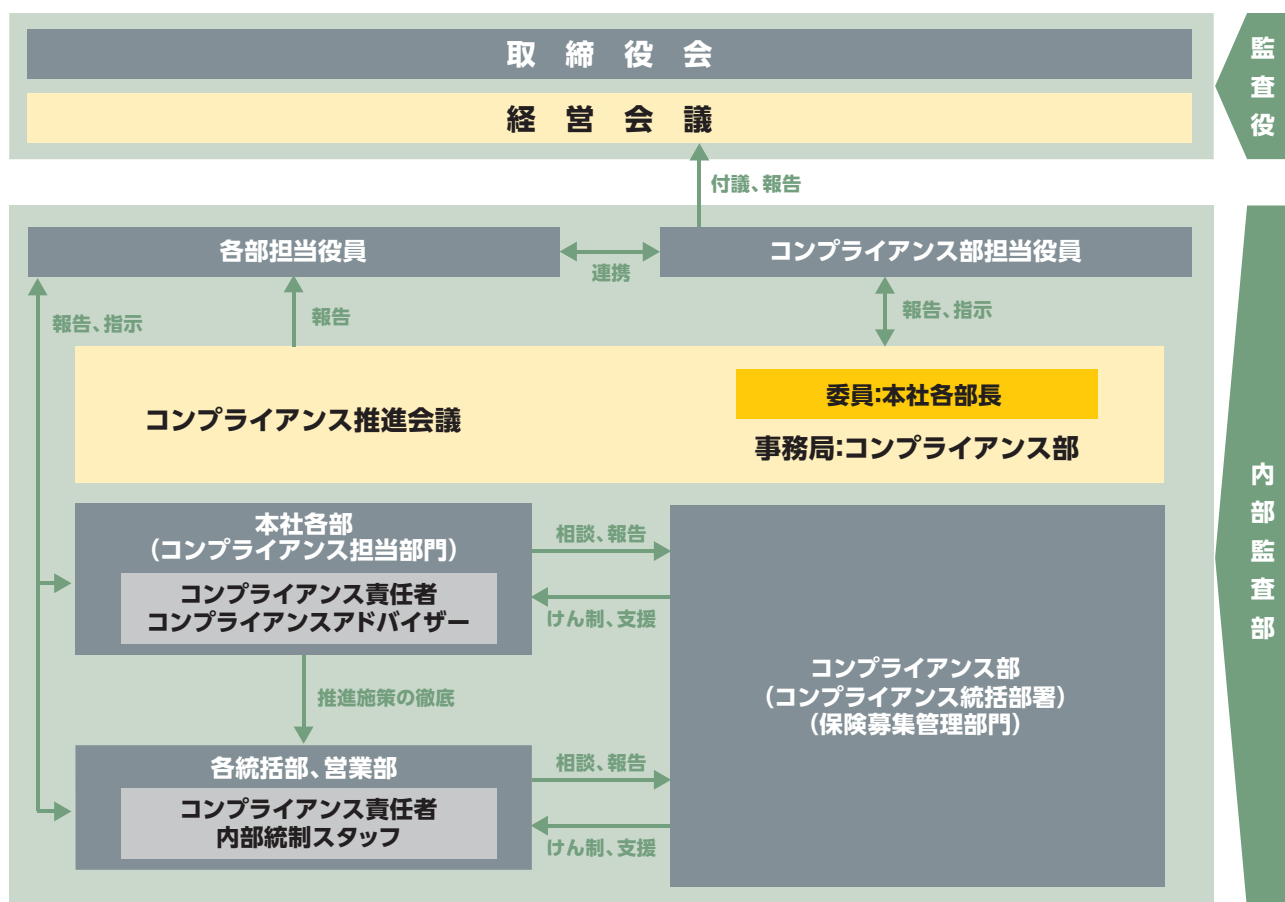 取締役会
経営会議
監査役
付議、報告
各部担当役員
連携
コンプライアンス部担当役員
報告、指示
報告
報告、指示
コンプライアンス推進会議
委員:本社各部長
事務局:コンプライアンス部
本社各部
（コンプライアンス担当部門）
コンプライアンス責任者
コンプライアンスアドバイザー
相談、報告
けん制、支援
推進施策の徹底
各統括部、営業部
コンプライアンス責任者
内部統制スタッフ
相談、報告
けん制、支援
コンプライアンス部
（コンプライアンス統括部署）
（保険募集管理部門）
内部監査部